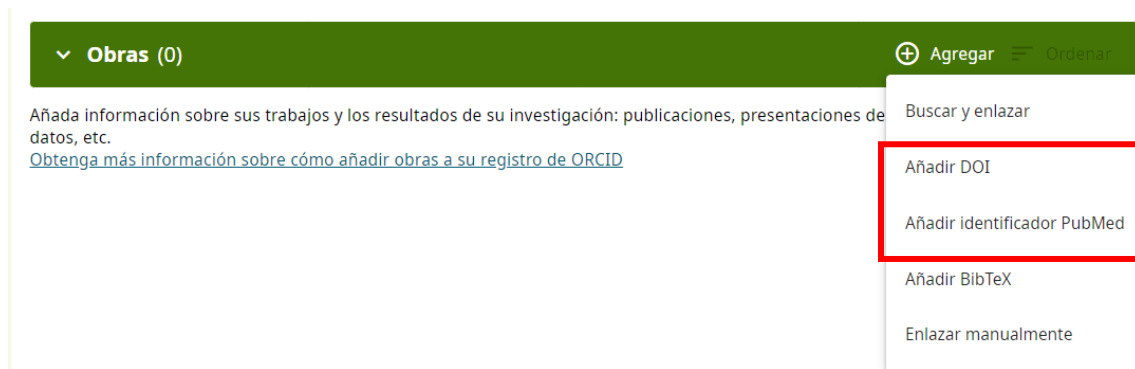 Obras (0)
Agregar
Ordenar
Añada información sobre sus trabajos y los resultados de su investigación: publicaciones, presentaciones de
datos, etc.
Obtenga más información sobre cómo añadir obras a su registro de ORCID
Buscar y enlazar
Añadir DOI
Añadir identificador PubMed
Añadir BibTeX
Enlazar manualmente